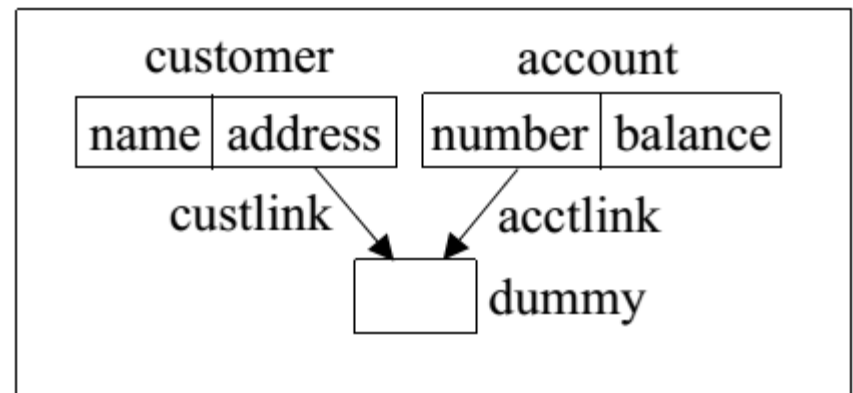 customer account
name address number balance
custlink acctlink
dummy